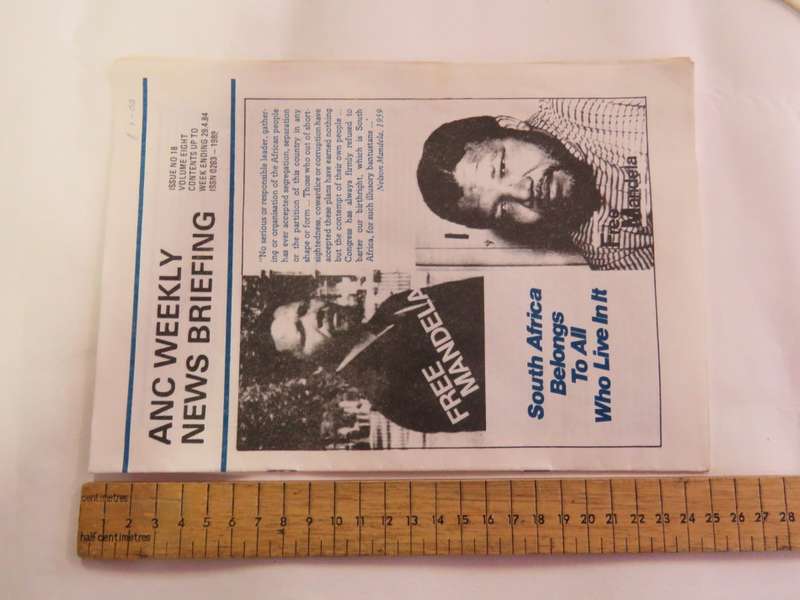 ANC WEEKLY
NEWS BRIEFING
ISSUE NO 18
VOLUME EIGHT
CONTENTS UP TO
WEEK ENDING 29.4.84
ISSN 0263 – 1989
"No serious or responsible leader, gather-
ing or organisation of the African people
has ever accepted segregation, separation
or the partition of this country in any
shape or form ... Those who out of short-
sightedness, cowardice or corruption have
accepted these plans have earned nothing
but the contempt of their own people ...
Congress has always firmly refused to
barter our birthright, which is South
Africa, for such illusory bantustans ..."
Nelson Mandela, 1959
FREE
MANDELA
Free
Mandela
South Africa
Belongs
To All
Who Live In It
centimetres
1 2 3 4 5 6 7 8 9 10 11 12 13 14 15 16 17 18 19 20 21 22 23 24 25 26 27 28
half centimetres